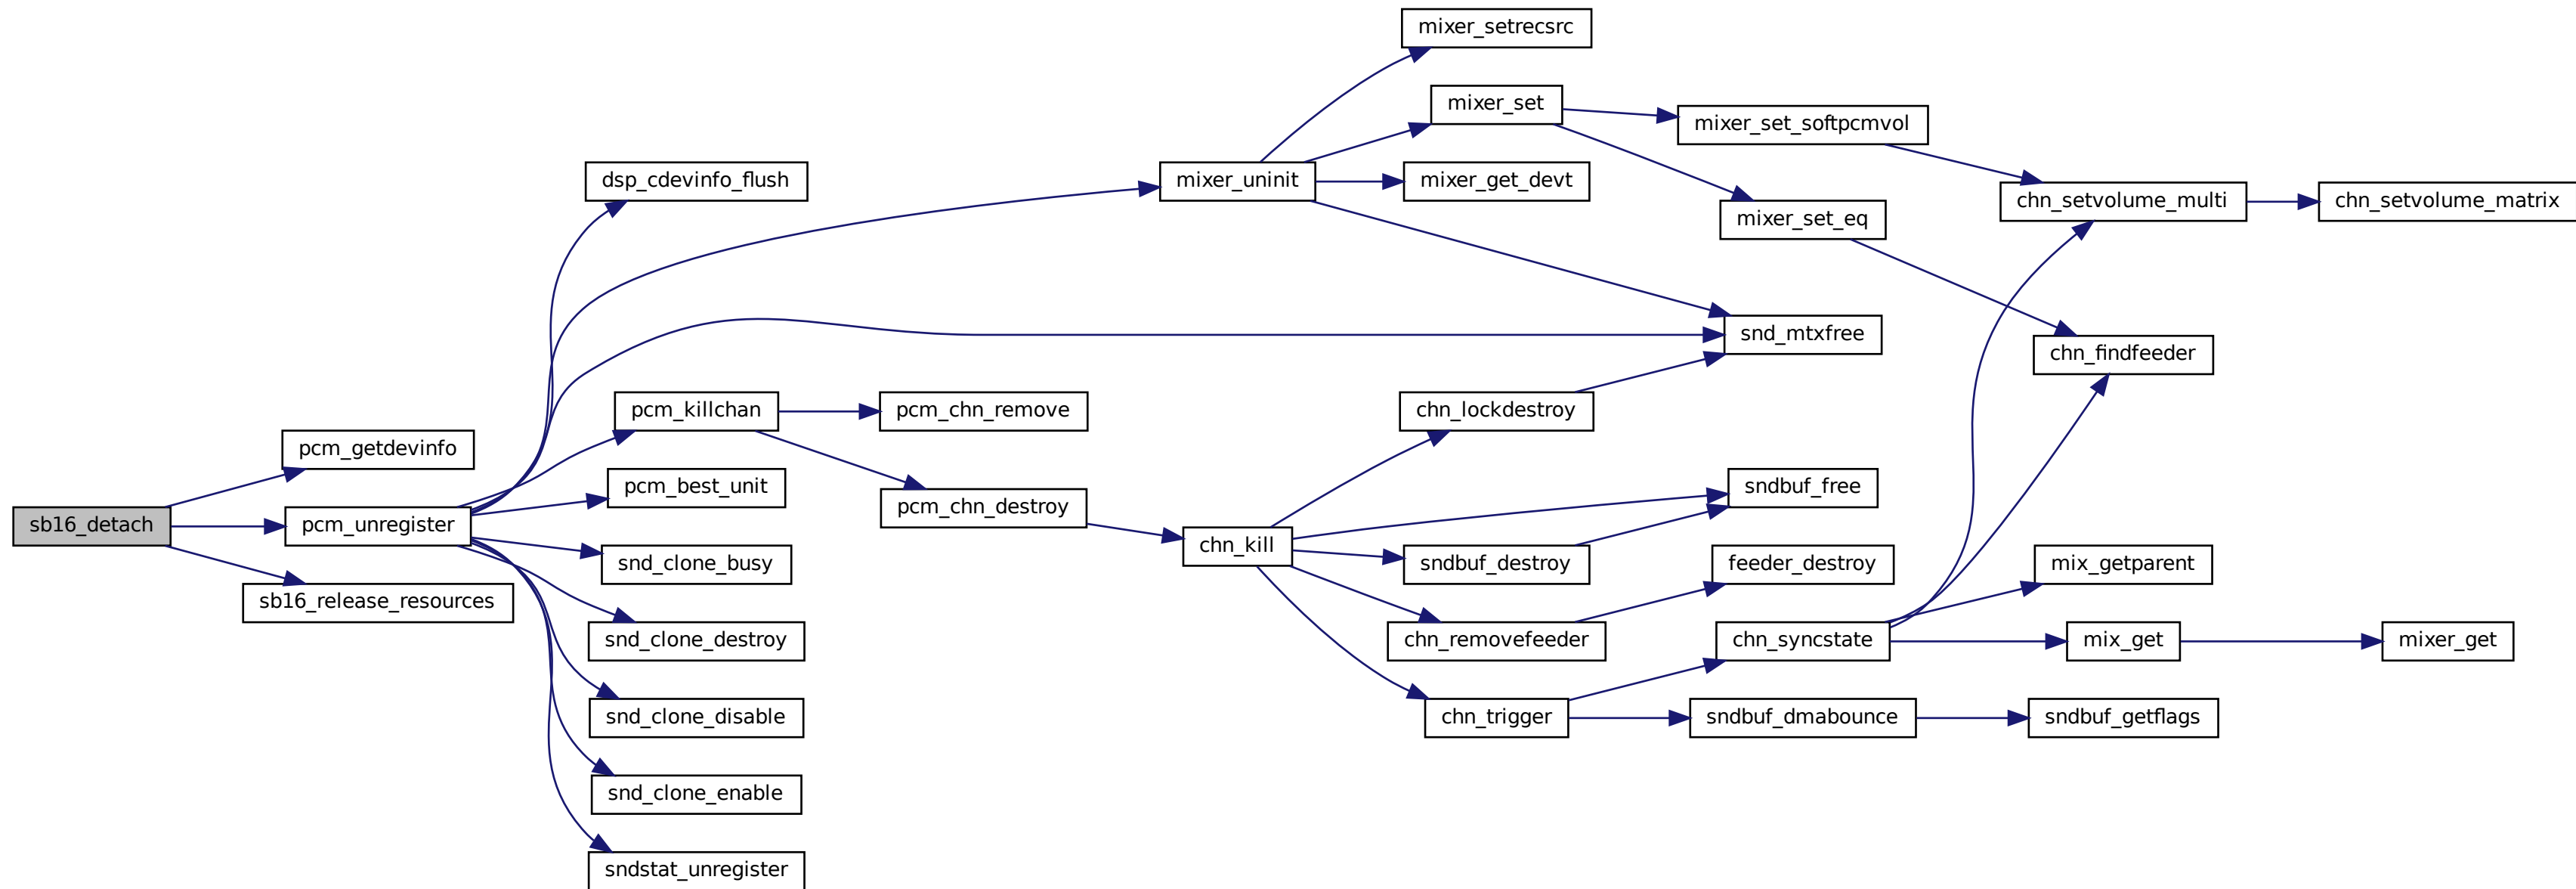 mixer_setrecsrc
mixer_set
mixer_set_softpcmvol
dsp_cdevinfo_flush
mixer_uninit
mixer_get_devt
chn_setvolume_multi
chn_setvolume_matrix
mixer_set_eq
snd_mtxfree
chn_findfeeder
pcm_killchan
pcm_chn_remove
chn_lockdestroy
pcm_getdevinfo
pcm_best_unit
sndbuf_free
pcm_chn_destroy
sb16_detach
pcm_unregister
chn_kill
snd_clone_busy
sndbuf_destroy
feeder_destroy
mix_getparent
sb16_release_resources
snd_clone_destroy
chn_removefeeder
chn_syncstate
mix_get
mixer_get
snd_clone_disable
chn_trigger
sndbuf_dmabounce
sndbuf_getflags
snd_clone_enable
sndstat_unregister